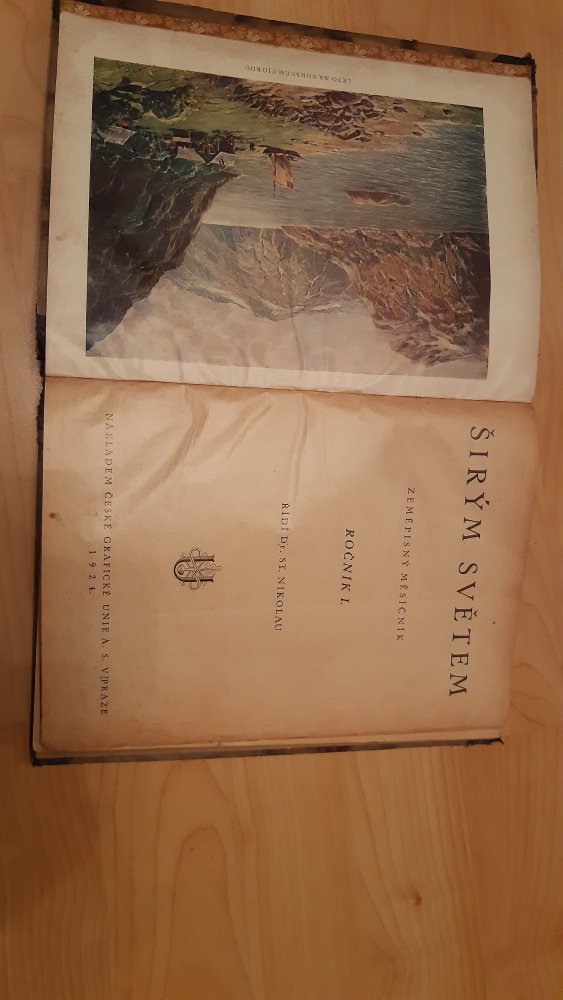 LÉTO NA NORSKÉM FJORDU
ŠIRÝM SVĚTEM
ZEMĚPISNÝ MĚSÍČNÍK
ROČNÍK I.
ŘÍDÍ Dr. ST. NIKOLAU
NÁKLADEM ČESKÉ GRAFICKÉ UNIE A. S. V PRAZE
1924.